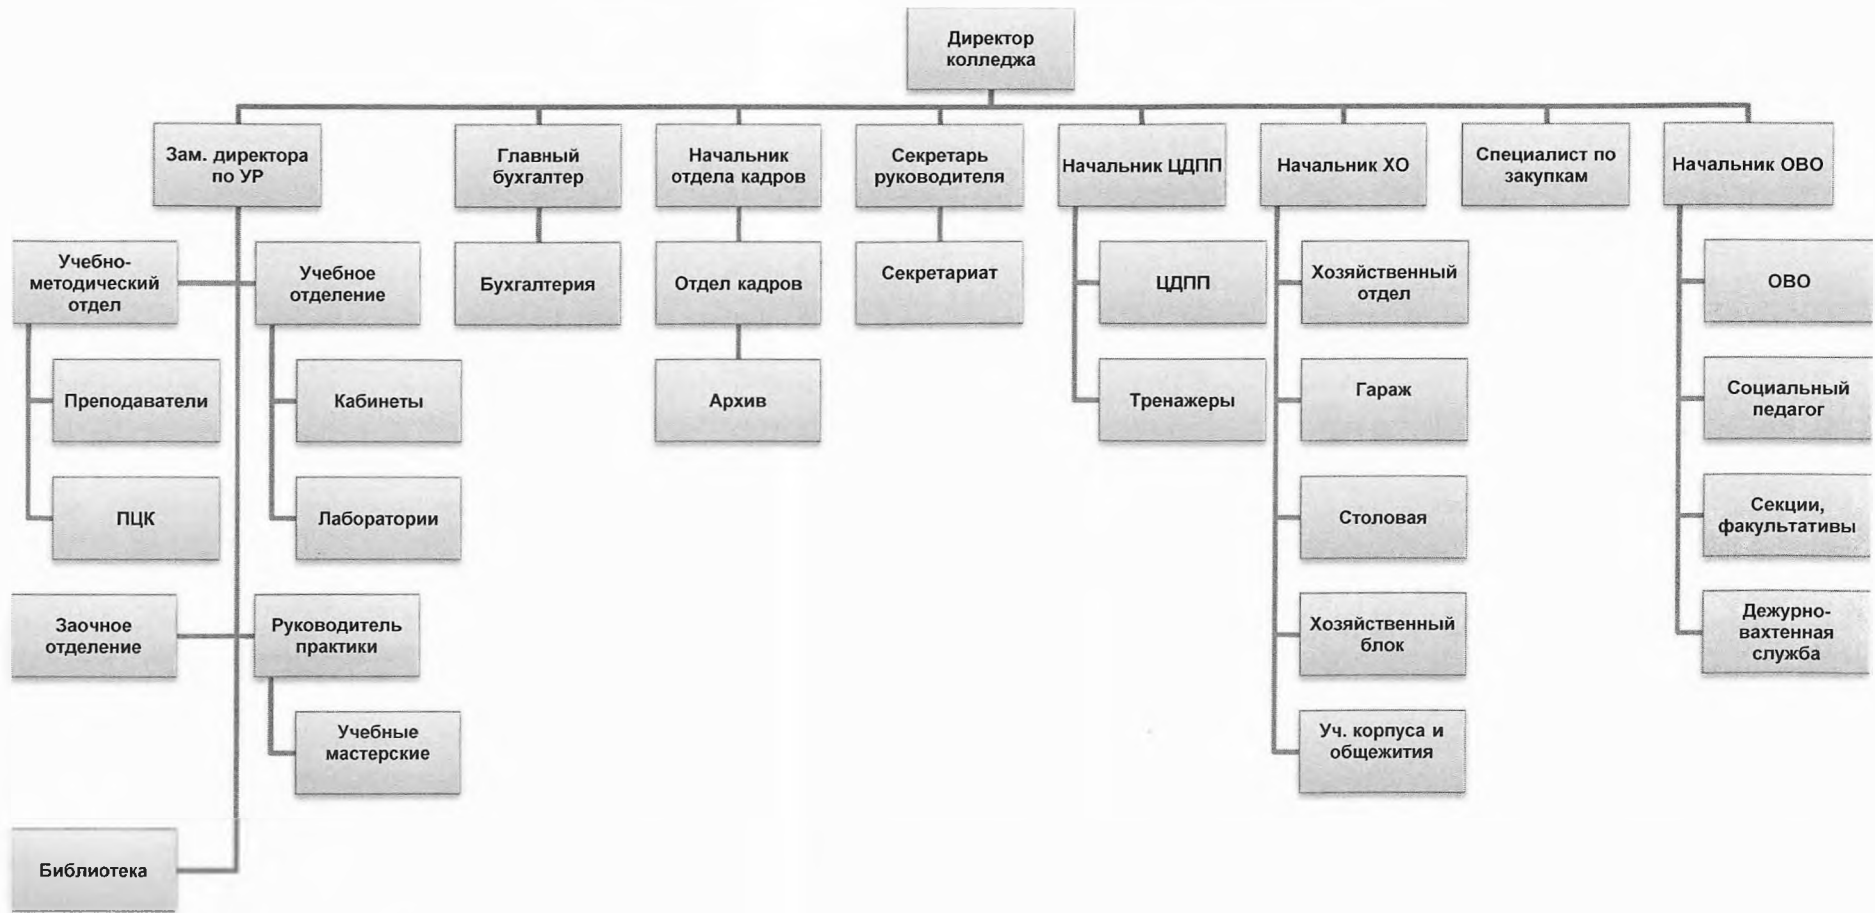 Директор
колледжа
Зам. директора
по УР
Главный
бухгалтер
Начальник
отдела кадров
Секретарь
руководителя
Начальник ЦДПП
Начальник ХО
Специалист по
закупкам
Начальник ОВО
Учебно-
методический
отдел
Учебное
отделение
Бухгалтерия
Отдел кадров
Секретариат
ЦДПП
Хозяйственный
отдел
ОВО
Преподаватели
Кабинеты
Архив
Тренажеры
Гараж
Социальный
педагог
ПЦК
Лаборатории
Столовая
Секции,
факультативы
Заочное
отделение
Руководитель
практики
Хозяйственный
блок
Дежурно-
вахтенная
служба
Учебные
мастерские
Уч. корпуса и
общежития
Библиотека